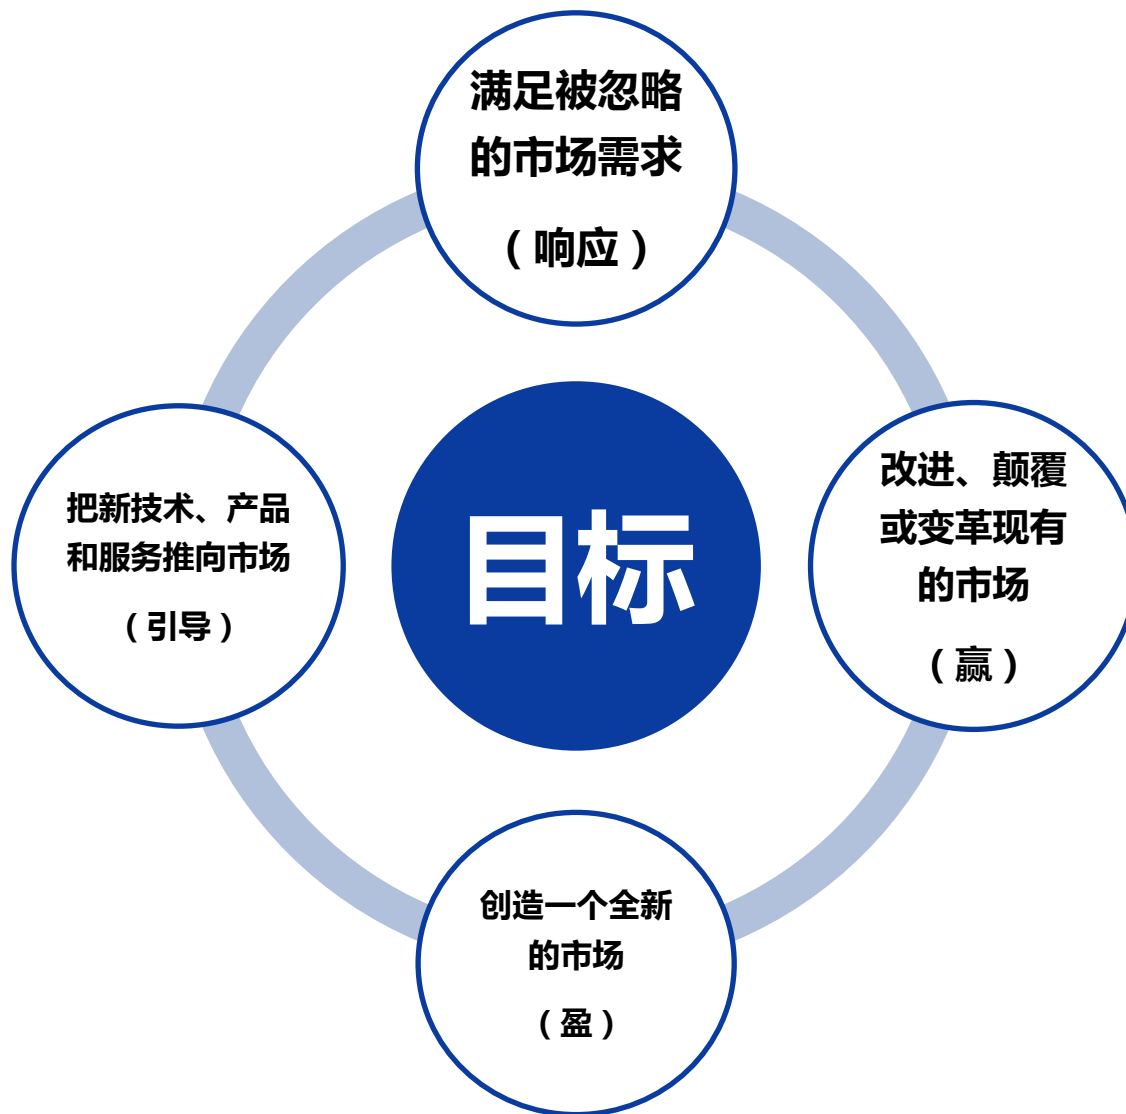 满足被忽略
的市场需求
（响应）
把新技术、产品
和服务推向市场
（引导）
目标
改进、颠覆
或变革现有
的市场
（赢）
创造一个全新
的市场
（盈）